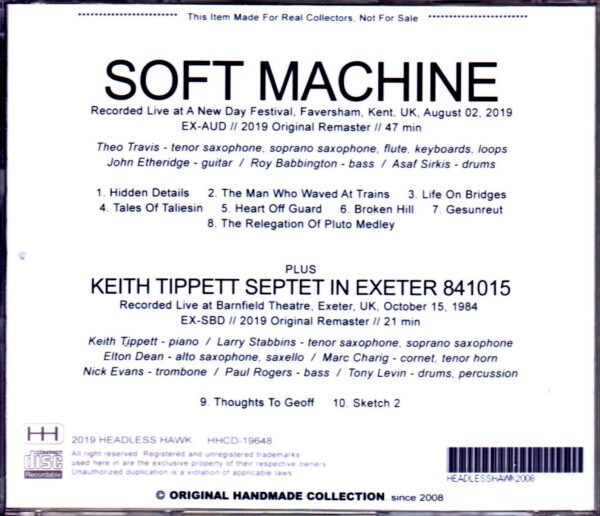 This Item Made For Real Collectors. Not For Sale
SOFT MACHINE
Recorded Live at A New Day Festival, Faversham, Kent, UK, August 02, 2019
EX-AUD // 2019 Original Remaster // 47 min
Theo Travis - tenor saxophone, soprano saxophone, flute, keyboards, loops
John Etheridge - guitar / Roy Babbington - bass / Asaf Sirkis - drums
1. Hidden Details 2. The Man Who Waved At Trains 3. Life On Bridges
4. Tales Of Taliesin 5. Heart Off Guard 6. Broken Hill 7. Gesunreut
8. The Relegation Of Pluto Medley
PLUS
KEITH TIPPETT SEPTET IN EXETER 841015
Recorded Live at Barnfield Theatre, Exeter, UK, October 15, 1984
EX-SBD // 2019 Original Remaster // 21 min
Keith Tippett - piano / Larry Stabbins - tenor saxophone, soprano saxophone
Elton Dean - alto saxophone, saxello / Marc Charig - cornet, tenor horn
Nick Evans - trombone / Paul Rogers - bass / Tony Levin - drums, percussion
9. Thoughts To Geoff 10. Sketch 2
HH
2019 HEADLESS HAWK HHCD-19648
COMPACT
disc
Recordable
All right reserved. Registered and unregistered trademarks
used here in are the exclusive property of their respective owners.
Unauthorized duplication is a violation of applicable laws.
HEADLESSHAWK2008
© ORIGINAL HANDMADE COLLECTION. since 2008